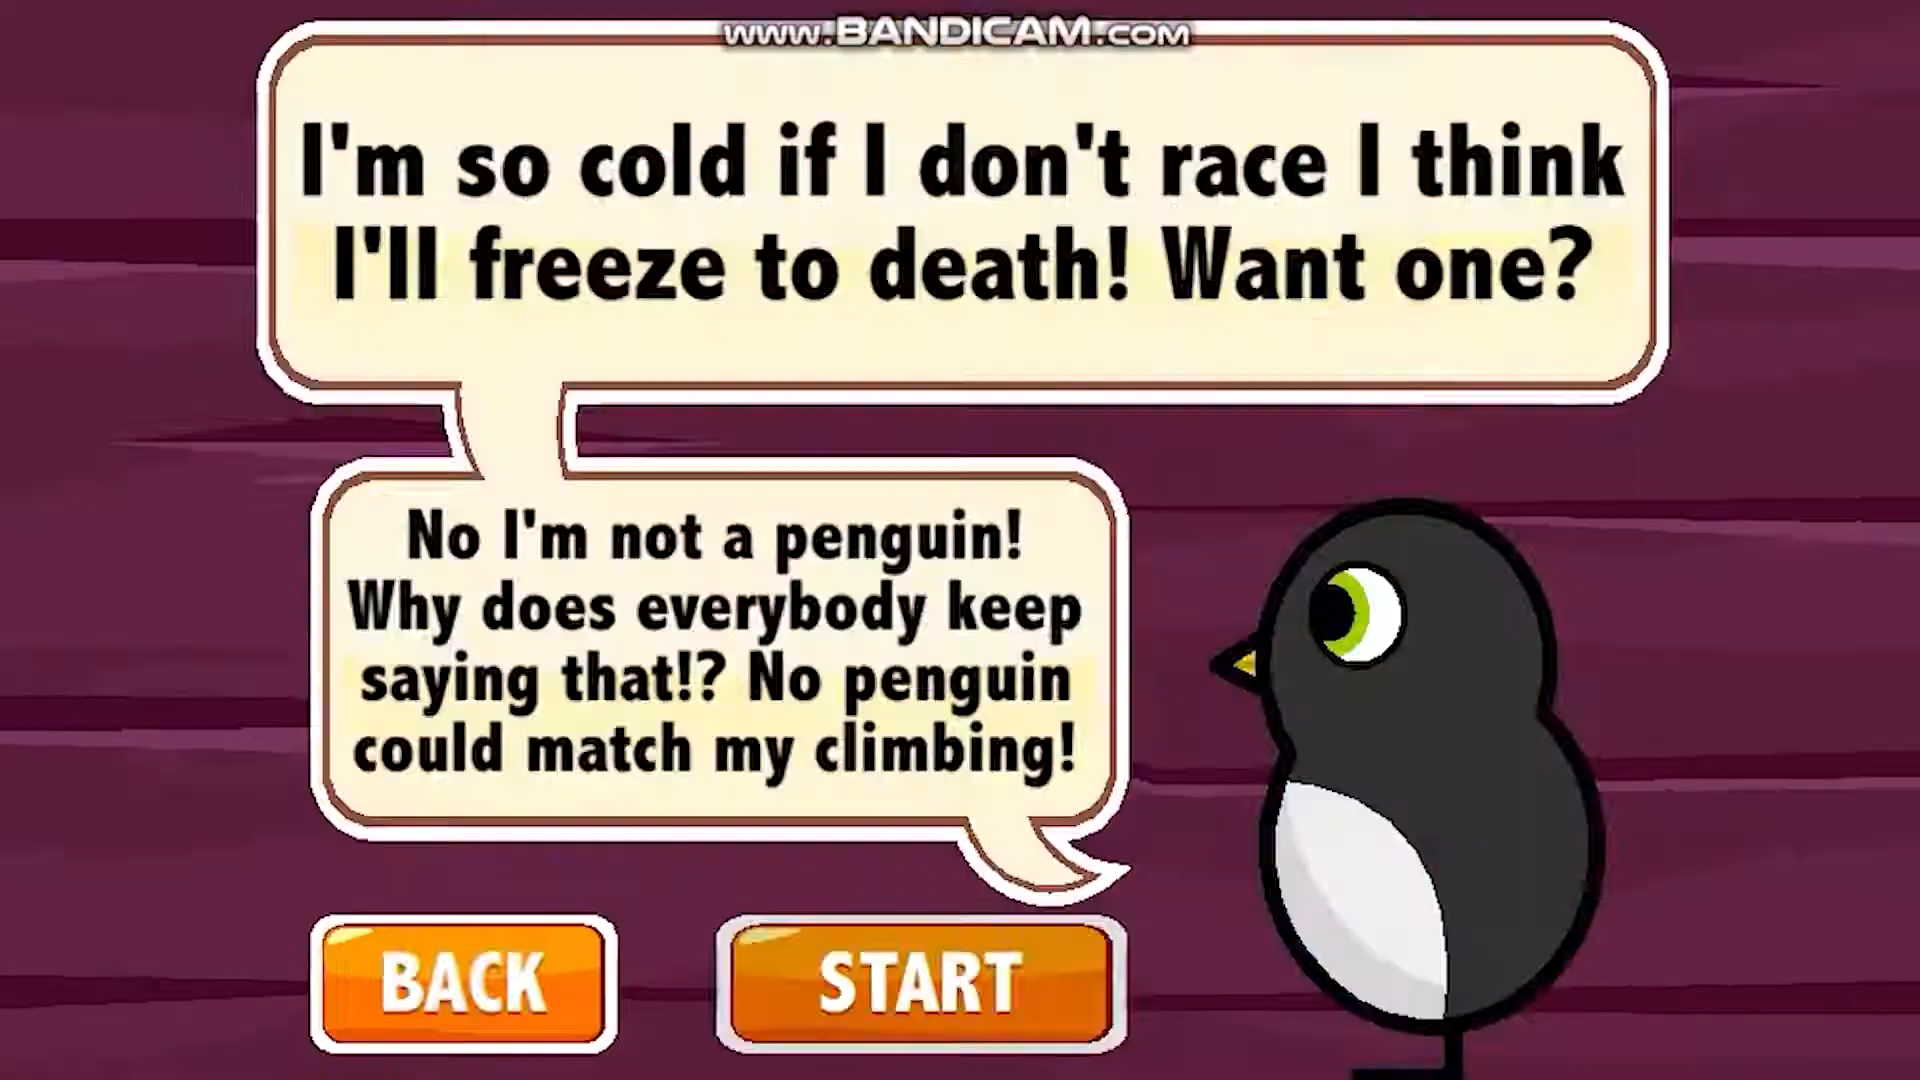 www.BANDICAM.com
I'm so cold if I don't race I think
I'll freeze to death! Want one?
No I'm not a penguin!
Why does everybody keep
saying that!? No penguin
could match my climbing!
BACK
START